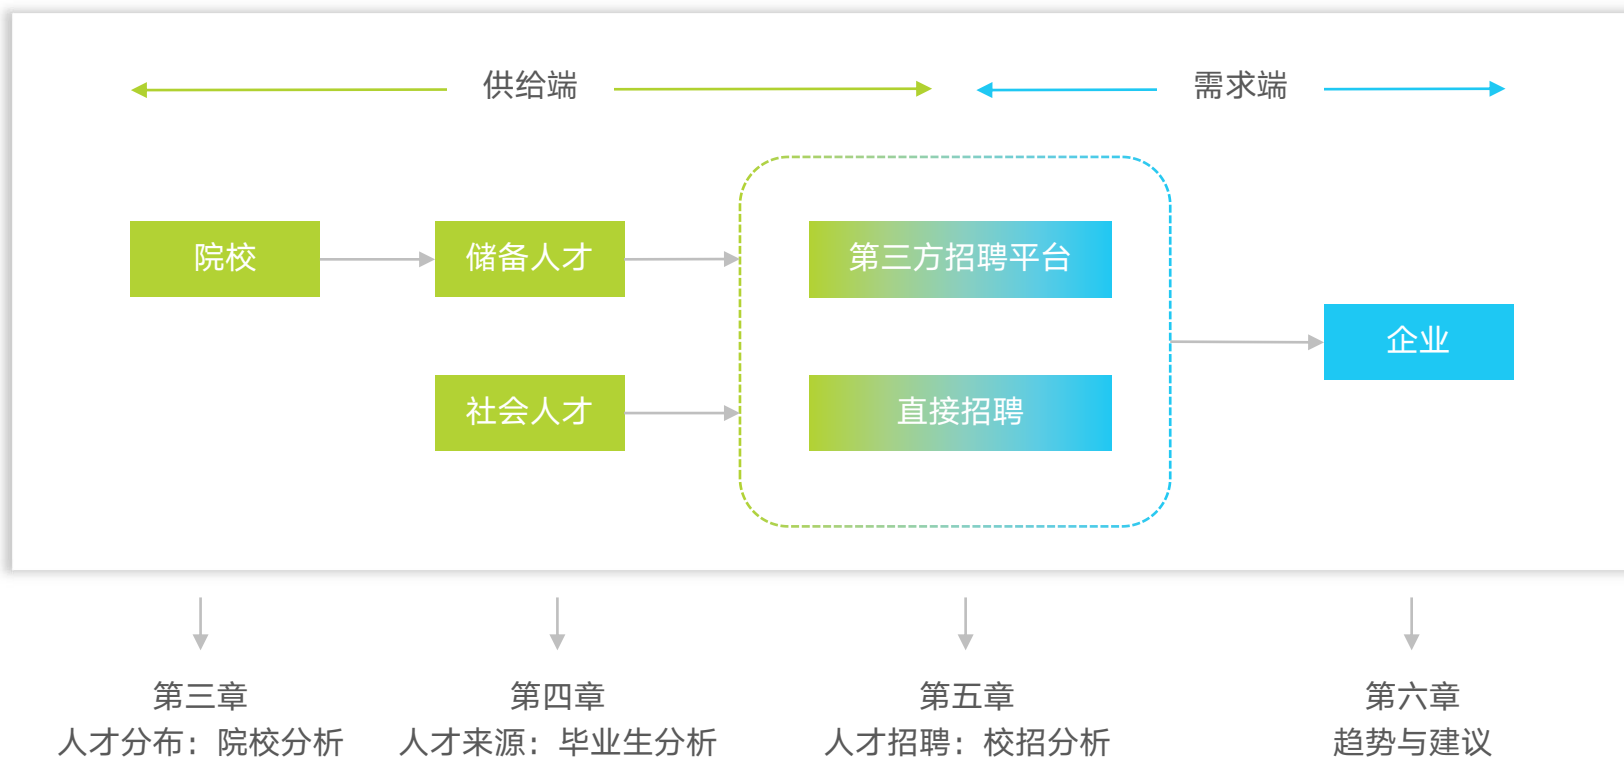 供给端
需求端
院校
储备人才
第三方招聘平台
企业
社会人才
直接招聘
第三章
人才分布：院校分析
第四章
人才来源：毕业生分析
第五章
人才招聘：校招分析
第六章
趋势与建议